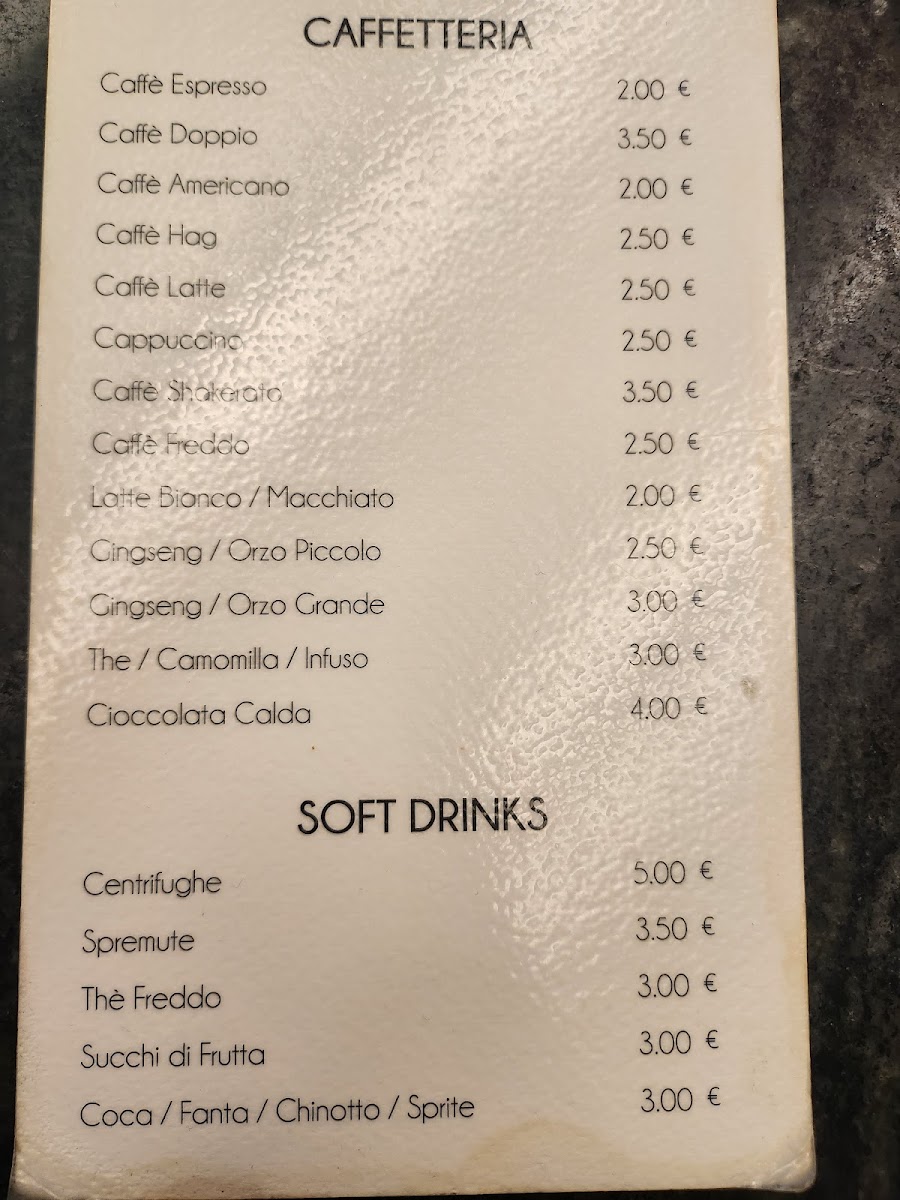 CAFFETTERIA
Caffè Espresso 2.00 €
Caffè Doppio 3.50 €
Caffè Americano 2.00 €
Caffè Hag 2.50 €
Caffè Latte 2.50 €
Cappuccino 2.50 €
Caffè Shakerato 3.50 €
Caffè Freddo 2.50 €
Latte Bianco / Macchiato 2.00 €
Gingseng / Orzo Piccolo 2.50 €
Gingseng / Orzo Grande 3.00 €
The / Camomilla / Infuso 3.00 €
Cioccolata Calda 4.00 €
SOFT DRINKS
Centrifughe 5.00 €
Spremute 3.50 €
Thè Freddo 3.00 €
Succhi di Frutta 3.00 €
Coca / Fanta / Chinotto / Sprite 3.00 €